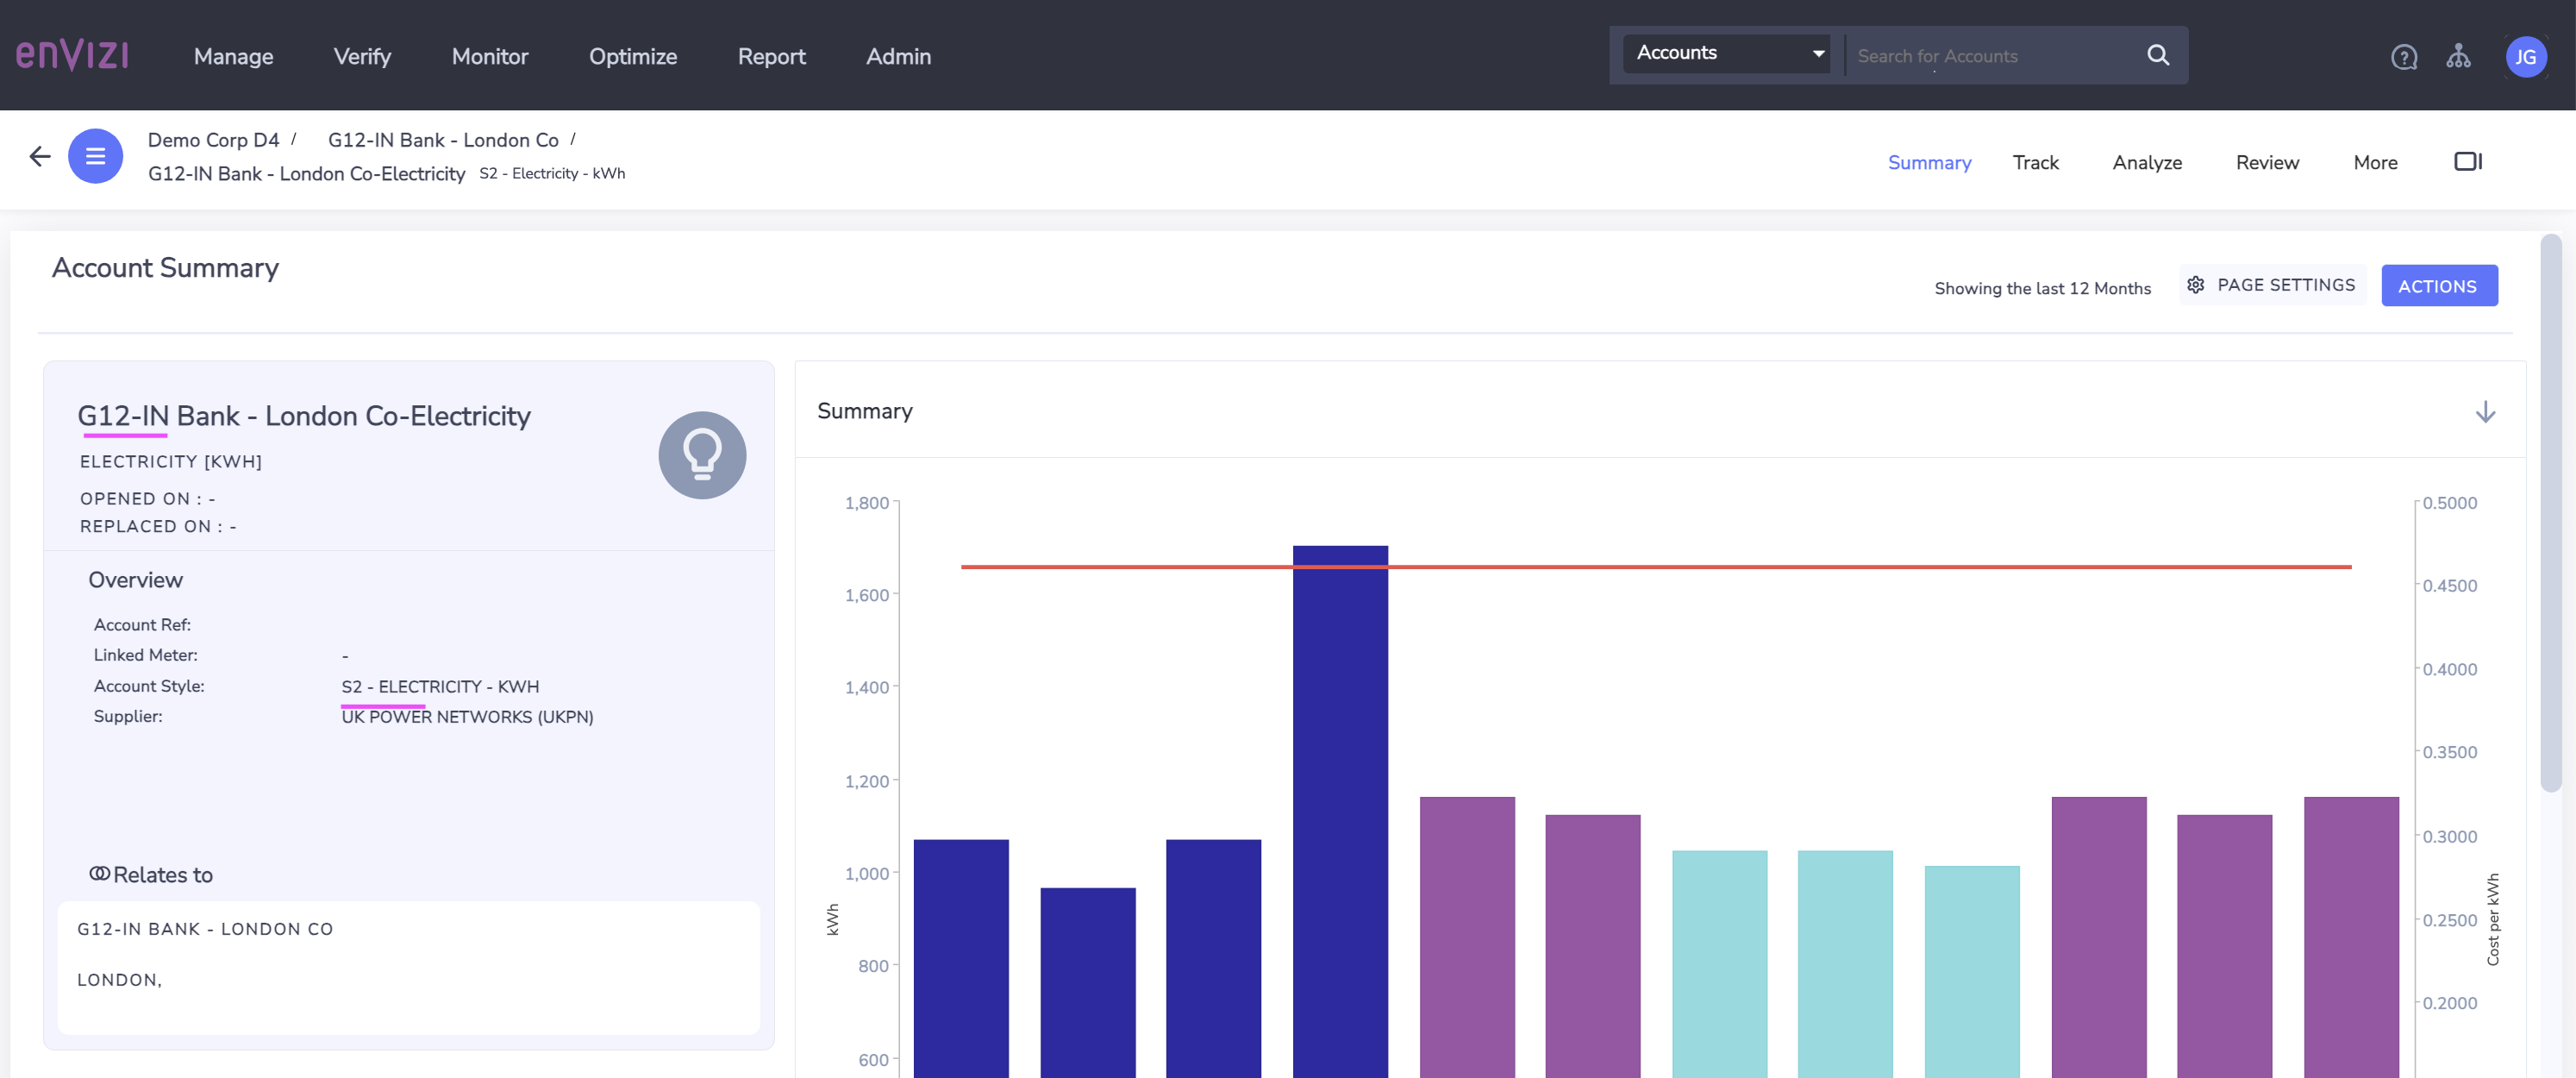 enVIZI Manage Verify Monitor Optimize Report Admin Accounts Search for Accounts JG
Demo Corp D4 / G12-IN Bank - London Co /
G12-IN Bank - London Co-Electricity S2 - Electricity - kWh
Summary Track Analyze Review More
Account Summary
Showing the last 12 Months PAGE SETTINGS ACTIONS
G12-IN Bank - London Co-Electricity
ELECTRICITY [KWH]
OPENED ON : -
REPLACED ON : -
Overview
Account Ref:
Linked Meter: -
Account Style: S2 - ELECTRICITY - KWH
Supplier: UK POWER NETWORKS (UKPN)
Relates to
G12-IN BANK - LONDON CO
LONDON,
Summary
1,800
1,600
1,400
1,200
1,000
800
600
kWh
0.5000
0.4500
0.4000
0.3500
0.3000
0.2500
0.2000
Cost per kWh